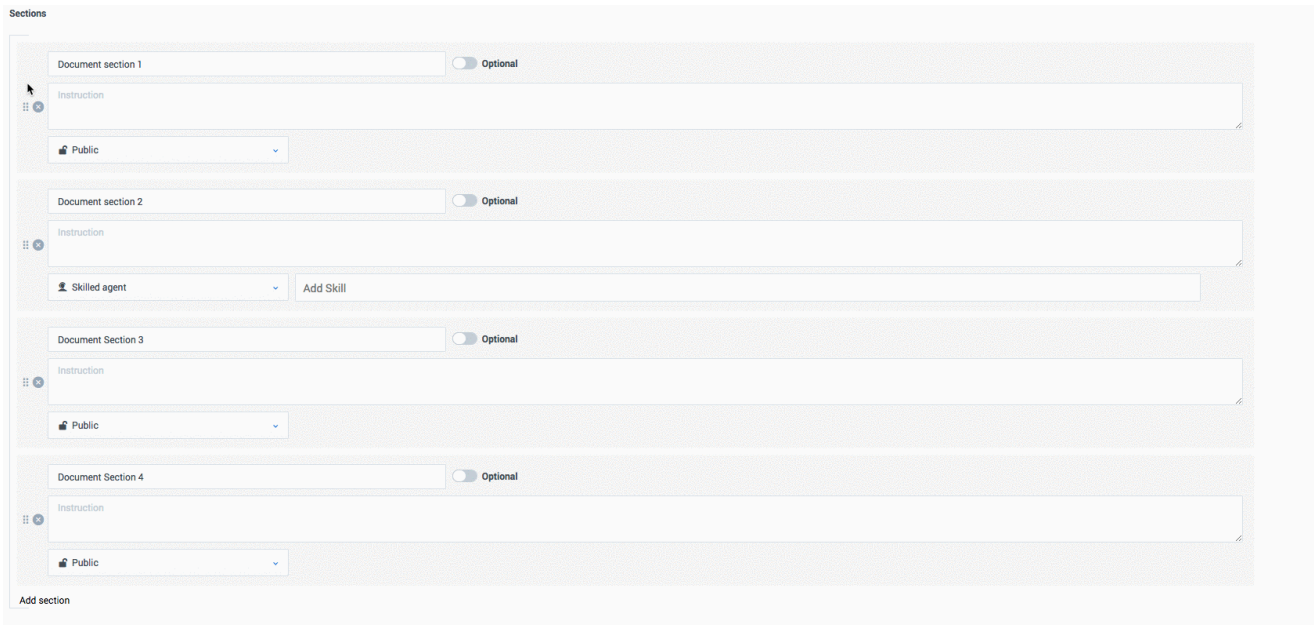 Sections
Document section 1
Optional
Instruction
Public
Document section 2
Optional
Instruction
Skilled agent
Add Skill
Document Section 3
Optional
Instruction
Public
Document Section 4
Optional
Instruction
Public
Add section